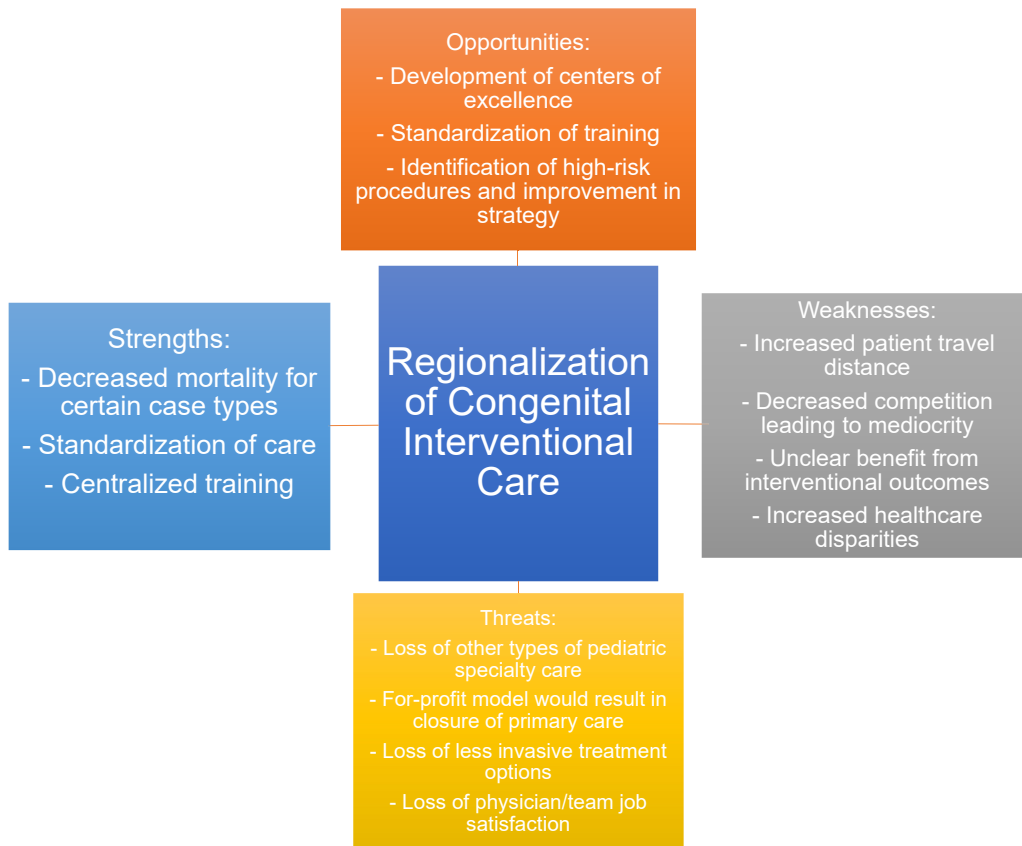 Opportunities:
- Development of centers of
excellence
- Standardization of training
- Identification of high-risk
procedures and improvement in
strategy
Strengths:
- Decreased mortality for
certain case types
- Standardization of care
- Centralized training
Regionalization
of Congenital
Interventional
Care
Weaknesses:
- Increased patient travel
distance
- Decreased competition
leading to mediocrity
- Unclear benefit from
interventional outcomes
- Increased healthcare
disparities
Threats:
- Loss of other types of pediatric
specialty care
- For-profit model would result in
closure of primary care
- Loss of less invasive treatment
options
- Loss of physician/team job
satisfaction